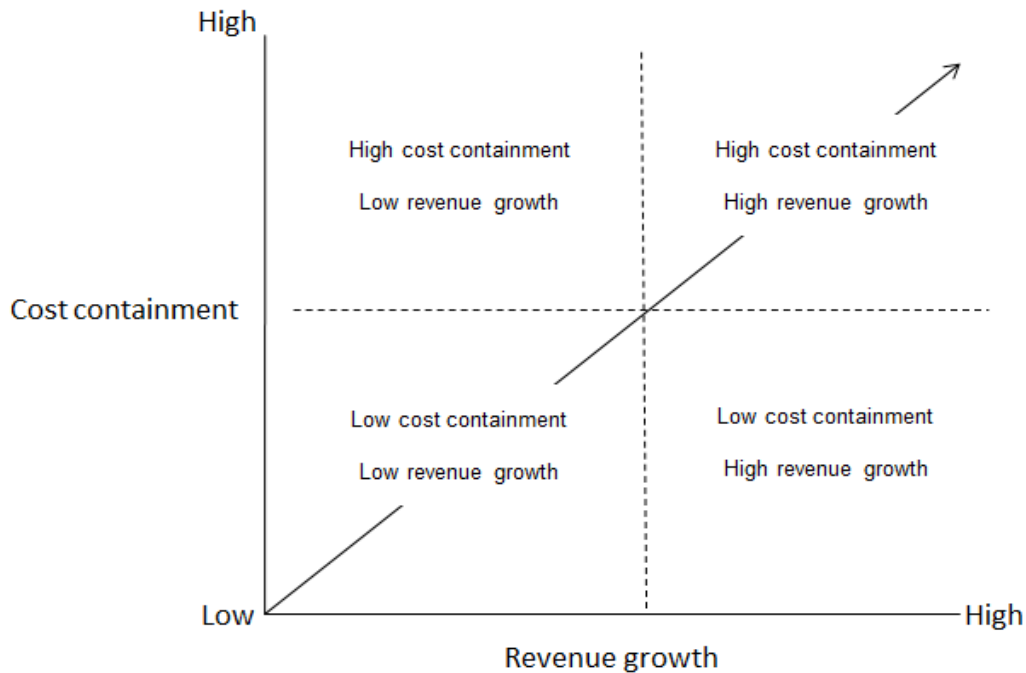 High
High cost containment
Low revenue growth
High cost containment
High revenue growth
Cost containment
Low cost containment
Low revenue growth
Low cost containment
High revenue growth
Low
High
Revenue growth